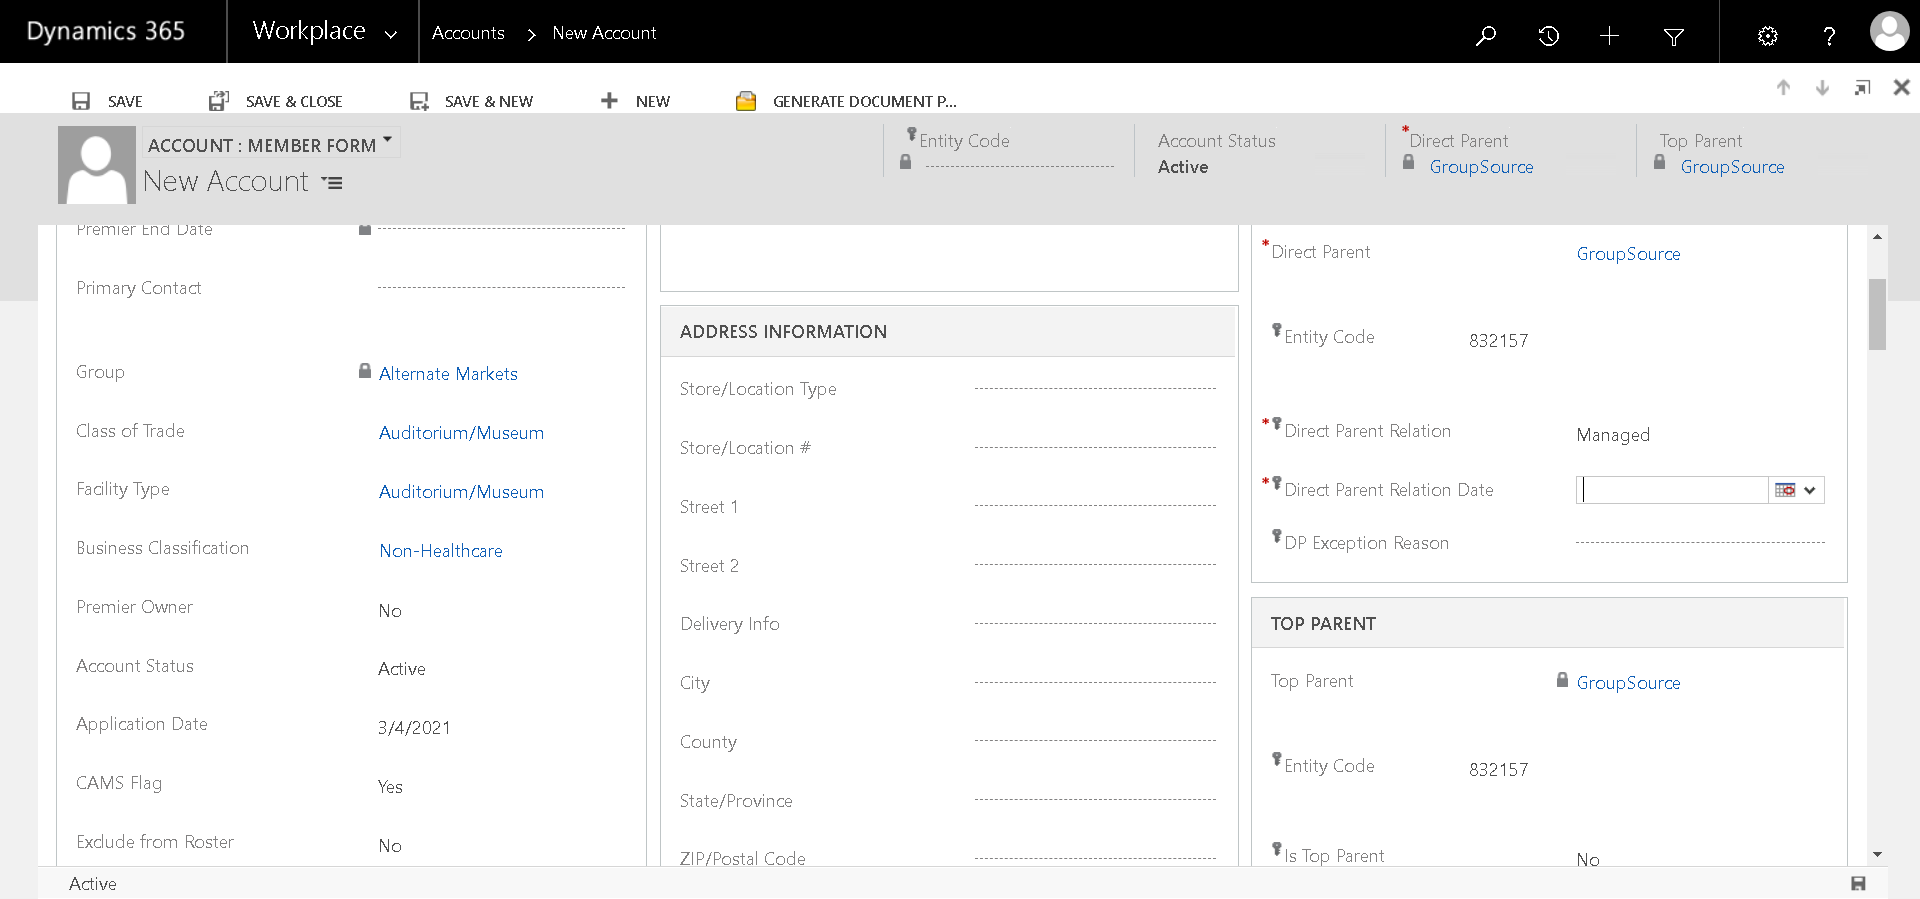 Dynamics 365
Workplace
Accounts > New Account
SAVE
SAVE & CLOSE
SAVE & NEW
NEW
GENERATE DOCUMENT P...
ACCOUNT : MEMBER FORM
New Account
Entity Code
Account Status
Active
*Direct Parent
GroupSource
Top Parent
GroupSource
Premier End Date
Primary Contact
Group
Alternate Markets
Class of Trade
Auditorium/Museum
Facility Type
Auditorium/Museum
Business Classification
Non-Healthcare
Premier Owner
No
Account Status
Active
Application Date
3/4/2021
CAMS Flag
Yes
Exclude from Roster
No
ADDRESS INFORMATION
Store/Location Type
Store/Location #
Street 1
Street 2
Delivery Info
City
County
State/Province
ZIP/Postal Code
*Direct Parent
GroupSource
Entity Code
832157
*Direct Parent Relation
Managed
*Direct Parent Relation Date
DP Exception Reason
TOP PARENT
Top Parent
GroupSource
Entity Code
832157
Is Top Parent
No
Active